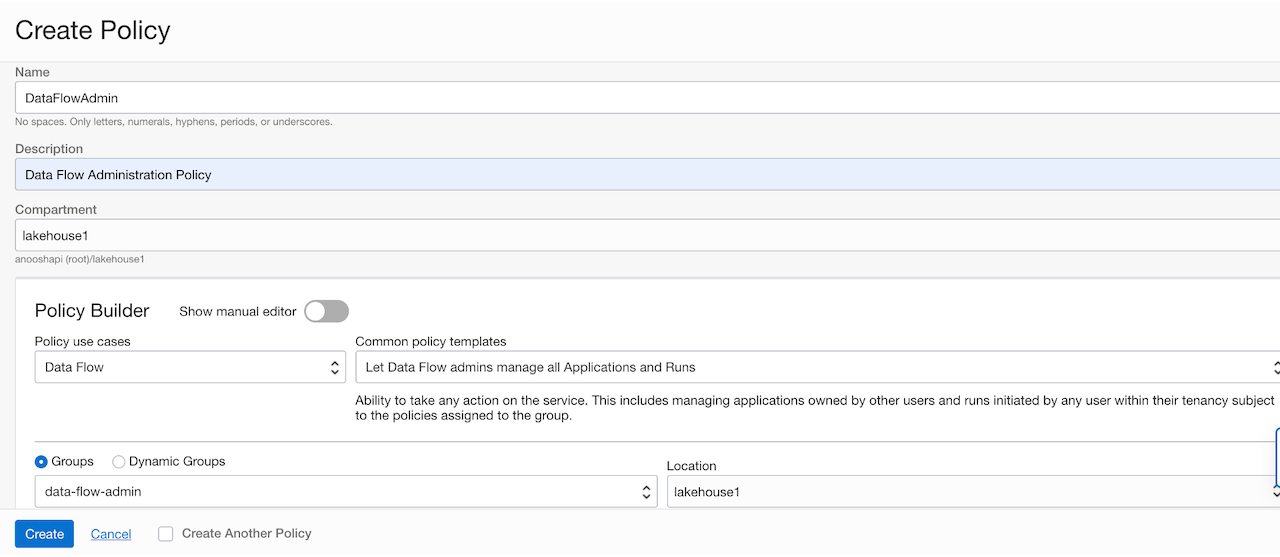 Create Policy
Name
DataFlowAdmin
No spaces. Only letters, numerals, hyphens, periods, or underscores.
Description
Data Flow Administration Policy
Compartment
lakehouse1
anooshapi (root)/lakehouse1
Policy Builder Show manual editor
Policy use cases Common policy templates
Data Flow Let Data Flow admins manage all Applications and Runs
Ability to take any action on the service. This includes managing applications owned by other users and runs initiated by any user within their tenancy subject
to the policies assigned to the group.
Groups Dynamic Groups
Location
data-flow-admin lakehouse1
Create Cancel Create Another Policy